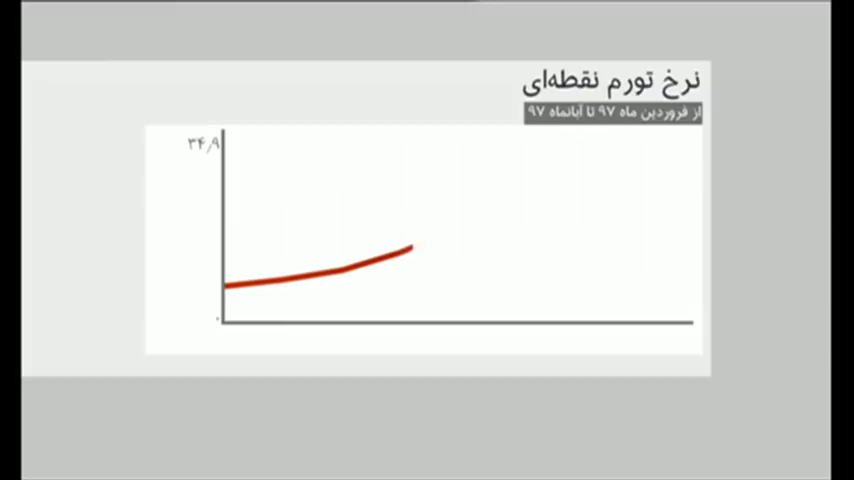 نرخ تورم نقطه‌ای
از فروردین ماه ۹۷ تا آبانماه ۹۷
۳۴٫۹
۰